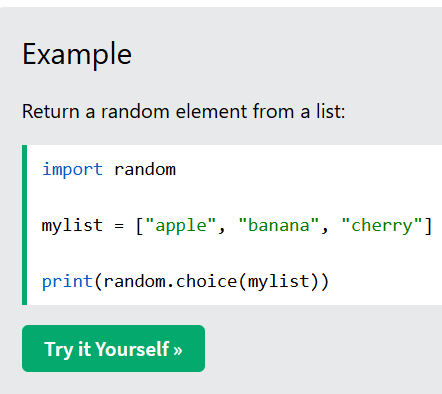 Example
Return a random element from a list:
import random
mylist = ["apple", "banana", "cherry"]
print(random.choice(mylist))
Try it Yourself »